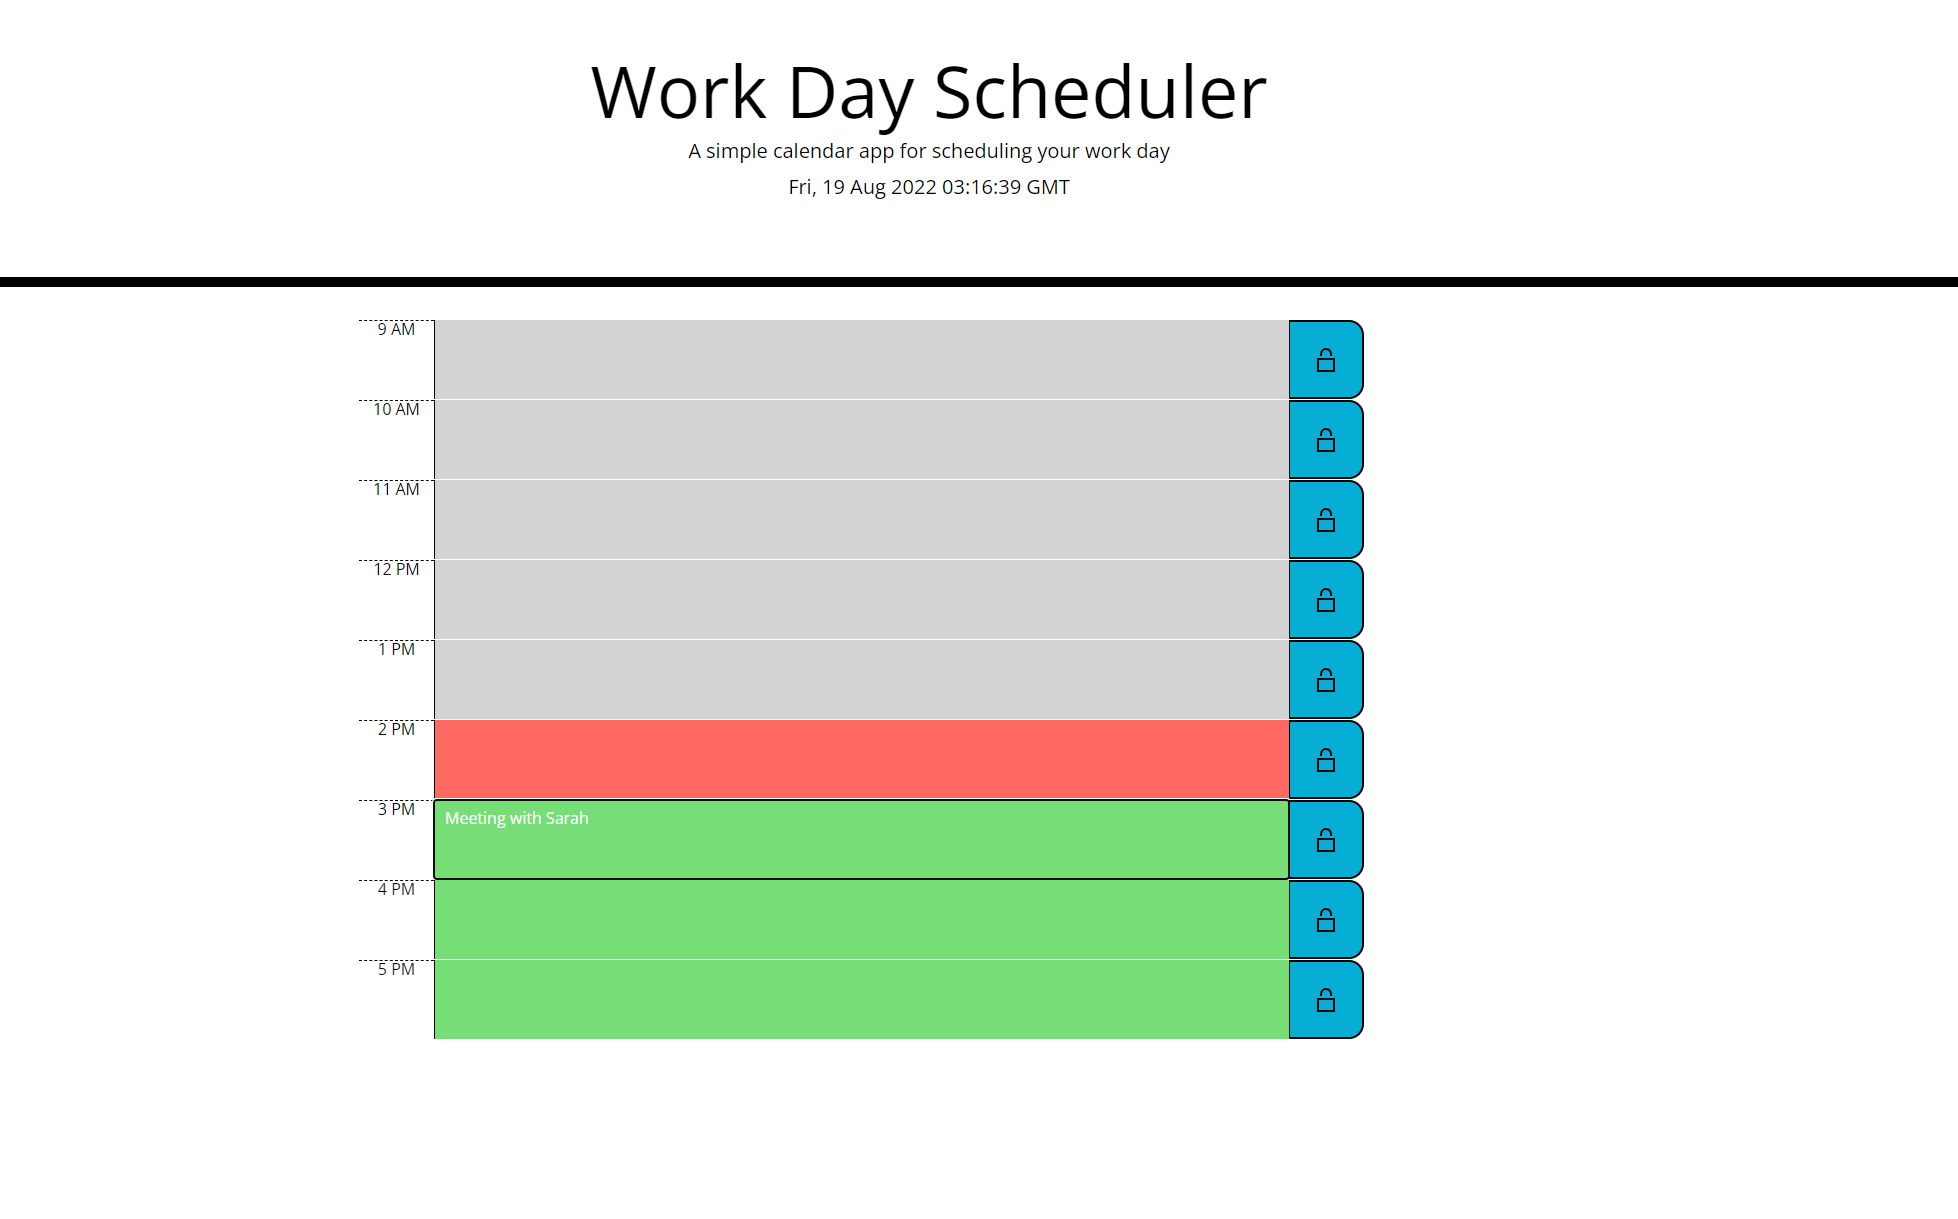 Work Day Scheduler
A simple calendar app for scheduling your work day
Fri, 19 Aug 2022 03:16:39 GMT
9 AM
10 AM
11 AM
12 PM
1 PM
2 PM
3 PM
Meeting with Sarah
4 PM
5 PM